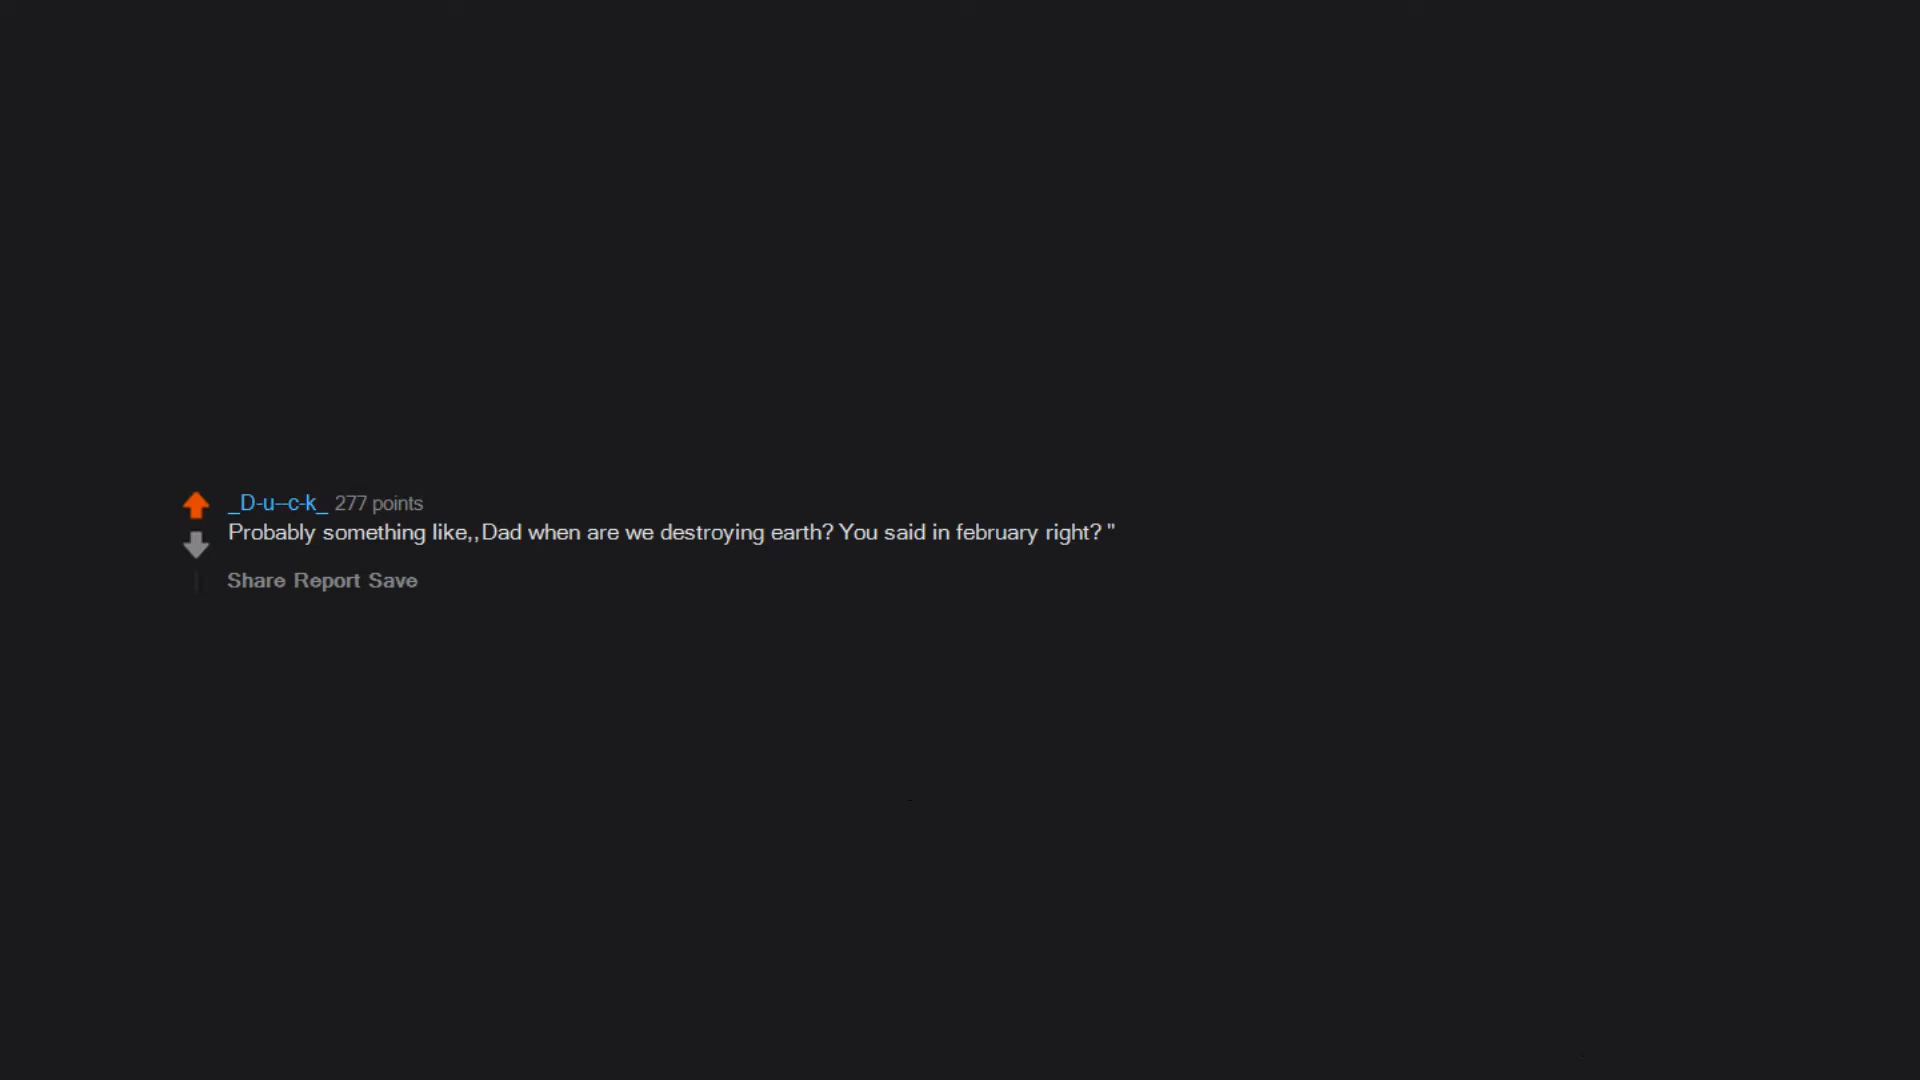 _D-u--c-k_ 277 points
Probably something like,,Dad when are we destroying earth? You said in february right? "
Share Report Save